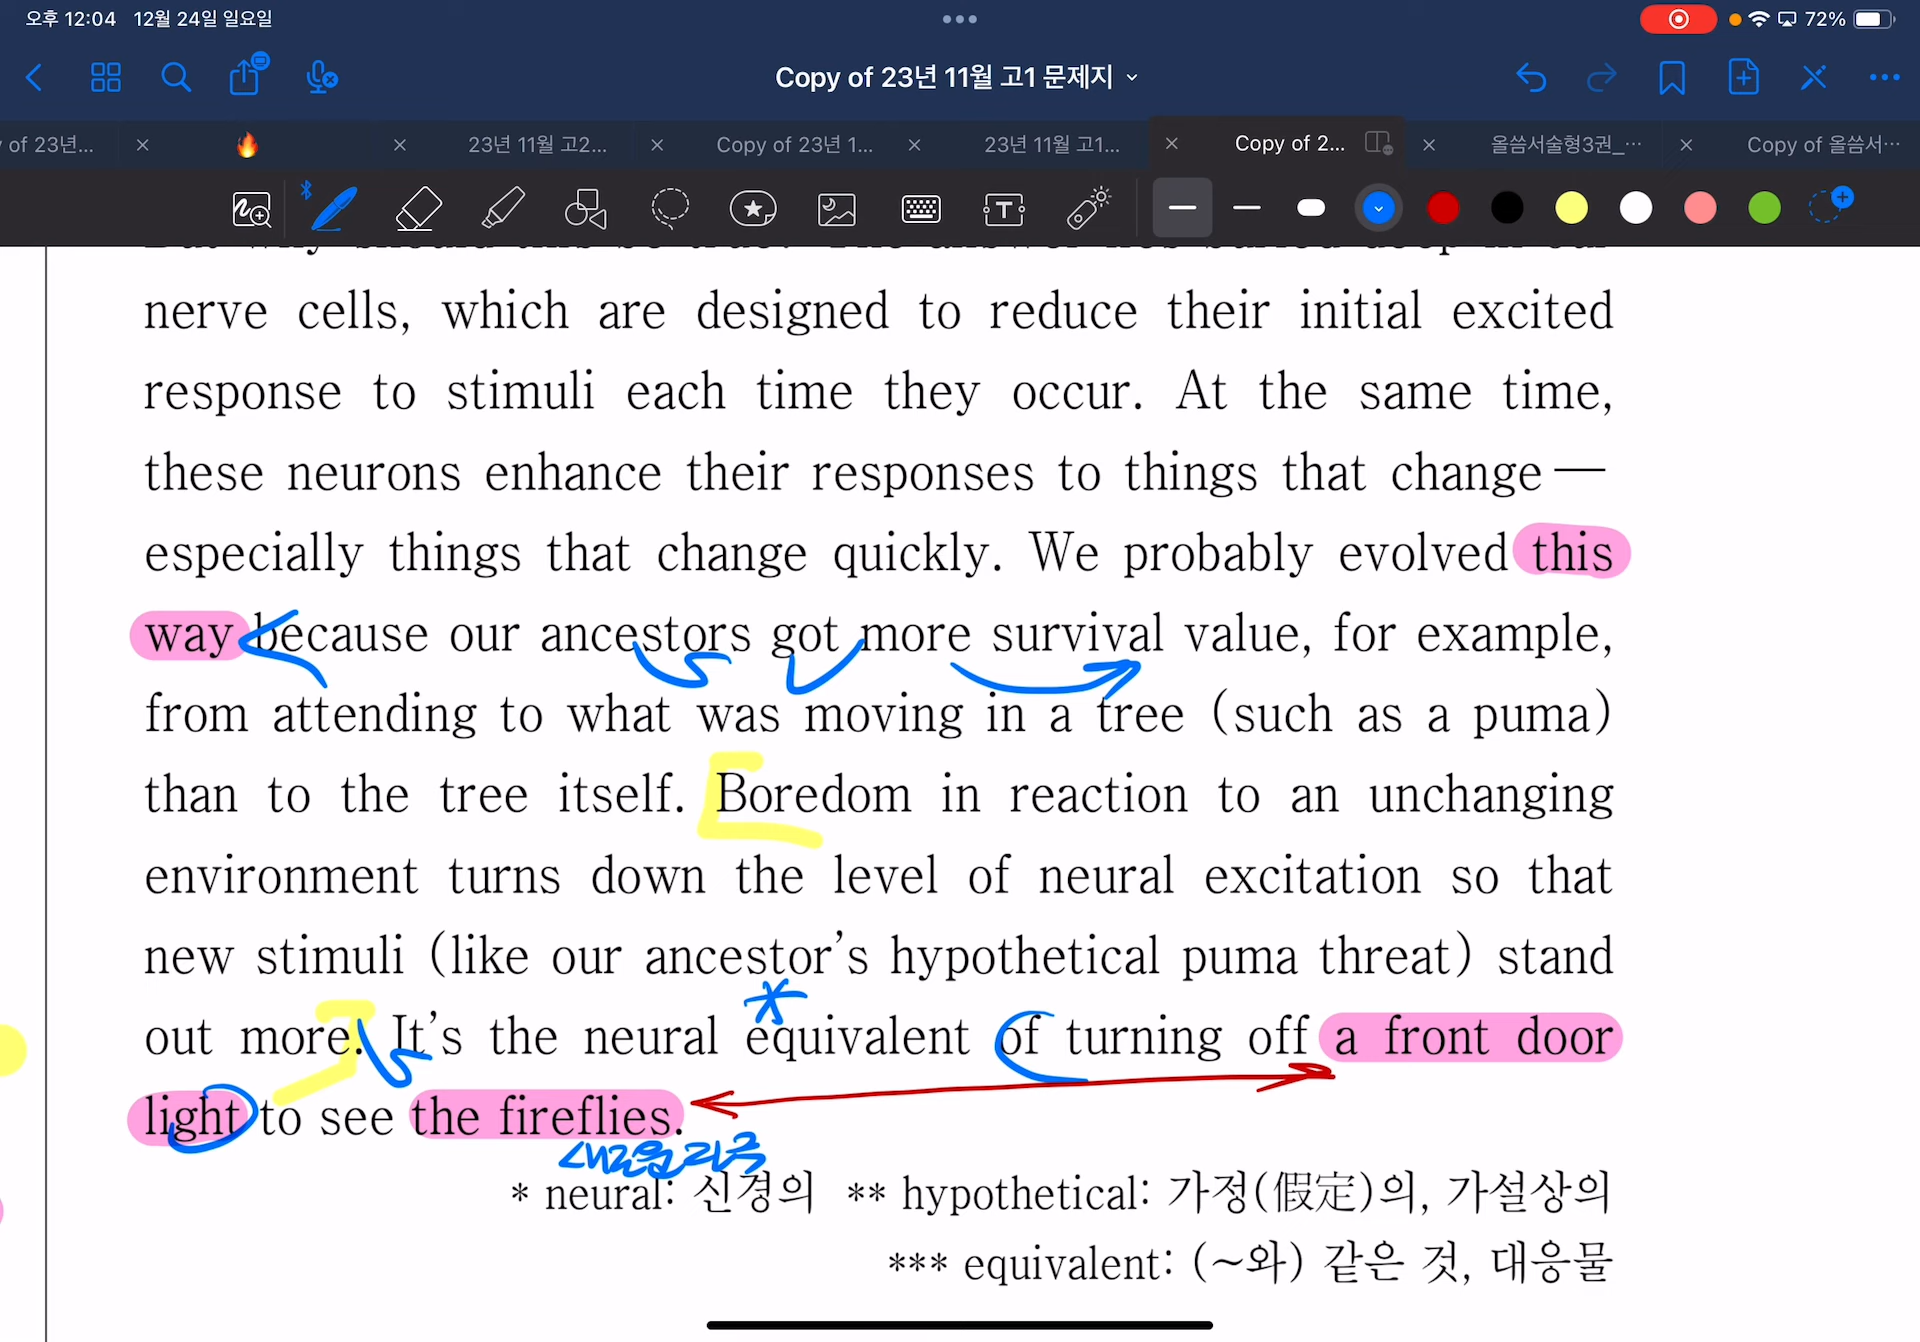 오후 12:04 12월 24일 일요일
72%
Copy of 23년 11월 고1 문제지
of 23년...
23년 11월 고2...
Copy of 23년 1...
23년 11월 고1...
Copy of 2...
올씀서술형3권_...
Copy of 올씀서...
nerve cells, which are designed to reduce their initial excited
response to stimuli each time they occur. At the same time,
these neurons enhance their responses to things that change —
especially things that change quickly. We probably evolved this
way because our ancestors got more survival value, for example,
from attending to what was moving in a tree (such as a puma)
than to the tree itself. Boredom in reaction to an unchanging
environment turns down the level of neural excitation so that
new stimuli (like our ancestor's hypothetical puma threat) stand
out more. It's the neural equivalent of turning off a front door
light to see the fireflies.
새로운 자극
* neural: 신경의 ** hypothetical: 가정(假定)의, 가설상의
*** equivalent: (~와) 같은 것, 대응물